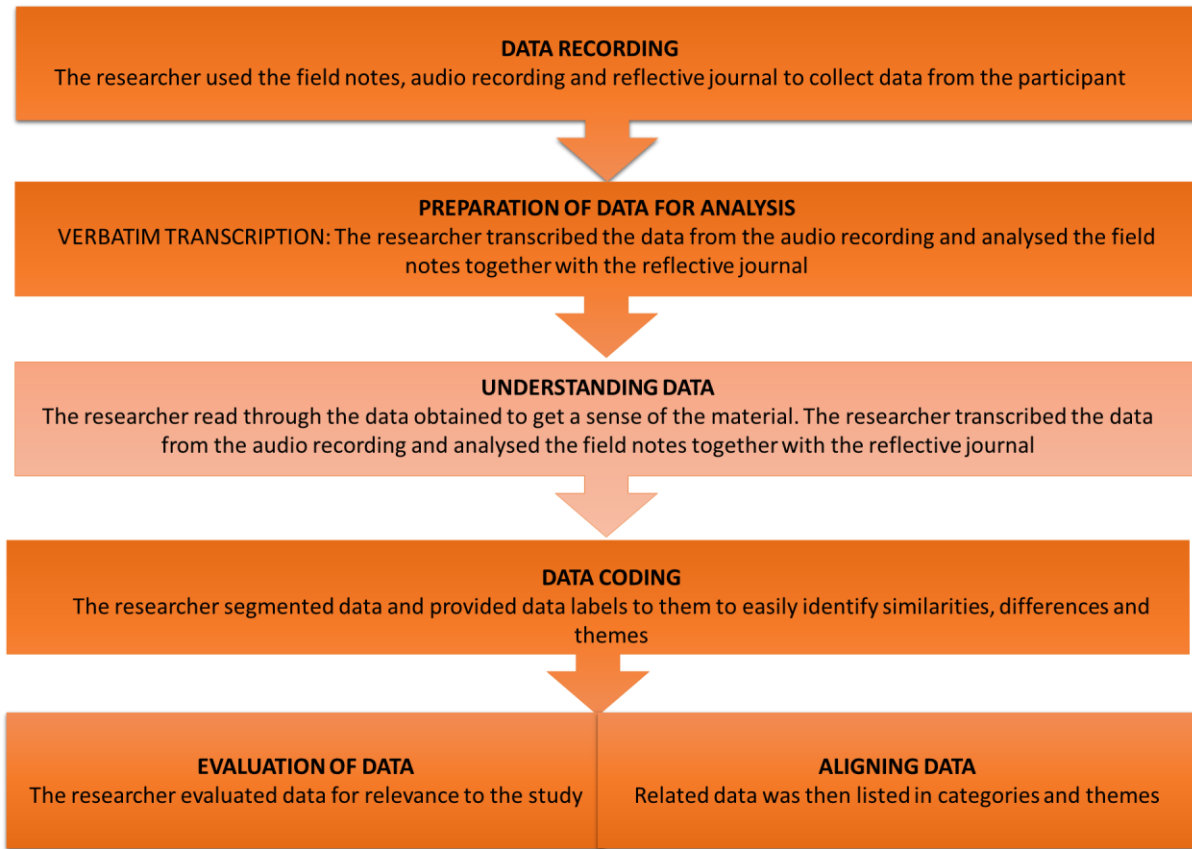 DATA RECORDING
The researcher used the field notes, audio recording and reflective journal to collect data from the participant
PREPARATION OF DATA FOR ANALYSIS
VERBATIM TRANSCRIPTION: The researcher transcribed the data from the audio recording and analysed the field
notes together with the reflective journal
UNDERSTANDING DATA
The researcher read through the data obtained to get a sense of the material. The researcher transcribed the data
from the audio recording and analysed the field notes together with the reflective journal
DATA CODING
The researcher segmented data and provided data labels to them to easily identify similarities, differences and
themes
EVALUATION OF DATA
The researcher evaluated data for relevance to the study
ALIGNING DATA
Related data was then listed in categories and themes